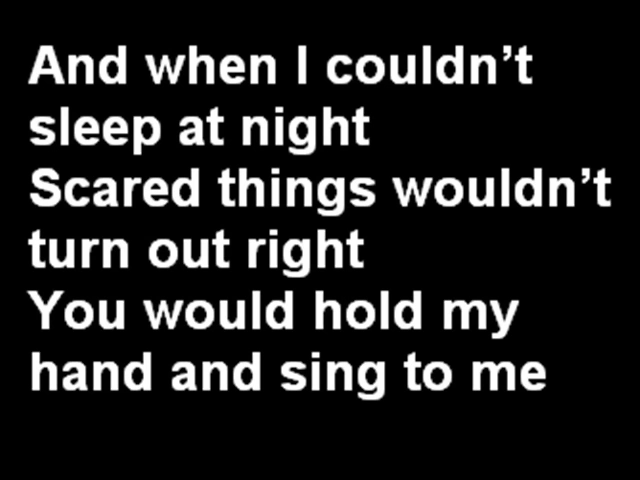 And when I couldn’t
sleep at night
Scared things wouldn’t
turn out right
You would hold my
hand and sing to me